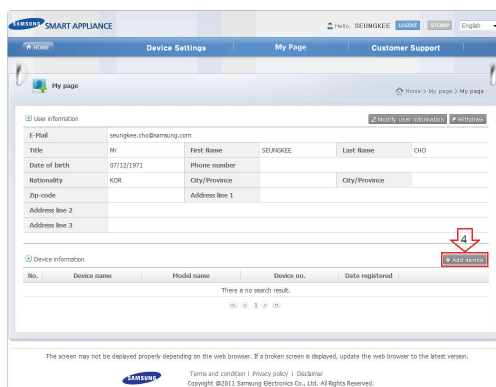 SAMSUNG SMART APPLIANCE
Hello, SEUNGKEE LOGOUT SITEMAP English
HOME Device Settings My Page Customer Support
My page
Home > My page > My page
User information Modify user information Withdraw
E-Mail seungkee.cho@samsung.com
Title Mr First Name SEUNGKEE Last Name CHO
Date of birth 07/12/1971 Phone number
Nationality KOR City/Province City/Province
Zip-code Address line 1
Address line 2
Address line 3
4
Device information Add device
No. Device name Model name Device no. Date registered
There is no search result.
1
The screen may not be displayed properly depending on the web browser. If a broken screen is displayed, update the web browser to the latest version.
SAMSUNG Terms and condition | Privacy policy | Disclaimer
Copyright @2011 Samsung Electronics Co., Ltd. All Rights Reserved.